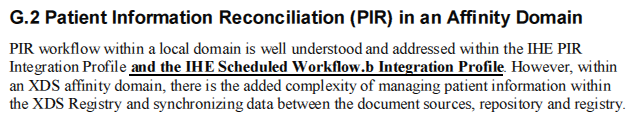 G.2 Patient Information Reconciliation (PIR) in an Affinity Domain
PIR workflow within a local domain is well understood and addressed within the IHE PIR
Integration Profile and the IHE Scheduled Workflow.b Integration Profile. However, within
an XDS affinity domain, there is the added complexity of managing patient information within
the XDS Registry and synchronizing data between the document sources, repository and registry.